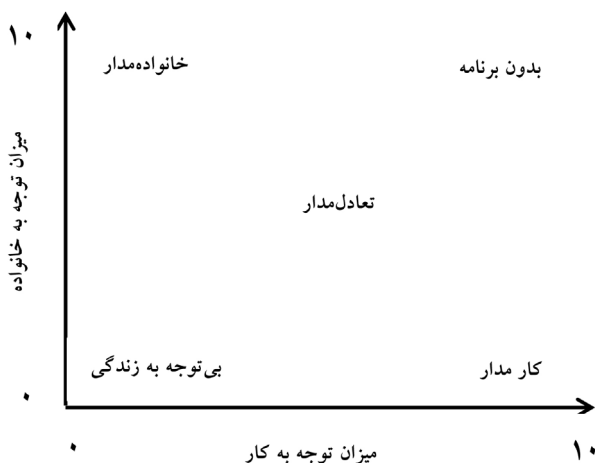 ۱۰
خانواده‌مدار
بدون برنامه
میزان توجه به خانواده
تعادل‌مدار
بی‌توجه به زندگی
کار مدار
۰
۰
میزان توجه به کار
۱۰